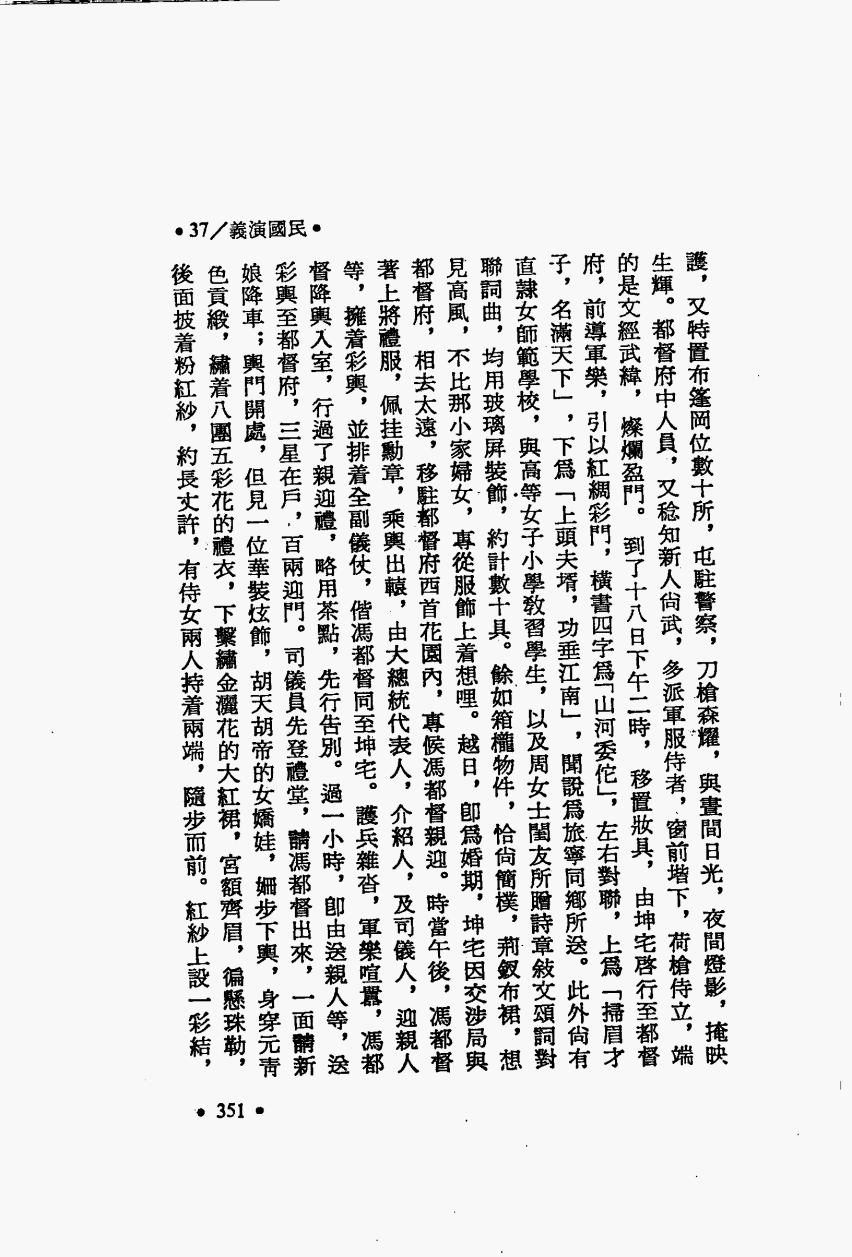 •37/義演國民•
護，又特置布篷岡位數十所，屯駐警察，刀槍森耀，與晝間日光，夜間燈影，掩映
生輝。都督府中人員，又稔知新人尙武，多派軍服侍者，窗前堦下，荷槍侍立，端
的是文經武緯，燦爛盈門。到了十八日下午二時，移置妝具，由坤宅啓行至都督
府，前導軍樂，引以紅綢彩門，橫書四字爲「山河委佗」，左右對聯，上爲「掃眉才
子，名滿天下」，下爲「上頭夫壻，功垂江南」，聞說爲旅寧同鄉所送。此外尙有
直隸女師範學校，與高等女子小學敎習學生，以及周女士閨友所贈詩章敍文頌詞對
聯詞曲，均用玻璃屏裝飾，約計數十具。餘如箱櫳物件，恰尙簡樸，荊釵布裙，想
見高風，不比那小家婦女，專從服飾上着想哩。越日，卽爲婚期，坤宅因交涉局與
都督府，相去太遠，移駐都督府西首花園內，專候馮都督親迎。時當午後，馮都督
著上將禮服，佩挂勳章，乘輿出轅，由大總統代表人，介紹人，及司儀人，迎親人
等，擁着彩輿，並排着全副儀仗，偕馮都督同至坤宅。護兵雜沓，軍樂喧囂，馮都
督降輿入室，行過了親迎禮，略用茶點，先行告別。過一小時，卽由送親人等，送
彩輿至都督府，三星在戶，百兩迎門。司儀員先登禮堂，請馮都督出來，一面請新
娘降車；輿門開處，但見一位華裝炫飾，胡天胡帝的女嬌娃，姍步下輿，身穿元靑
色貢緞，繡着八團五彩花的禮衣，下繫繡金灑花的大紅裙，宮額齊眉，徧懸珠勒，
後面披着粉紅紗，約長丈許，有侍女兩人持着兩端，隨步而前。紅紗上設一彩結，
•351•